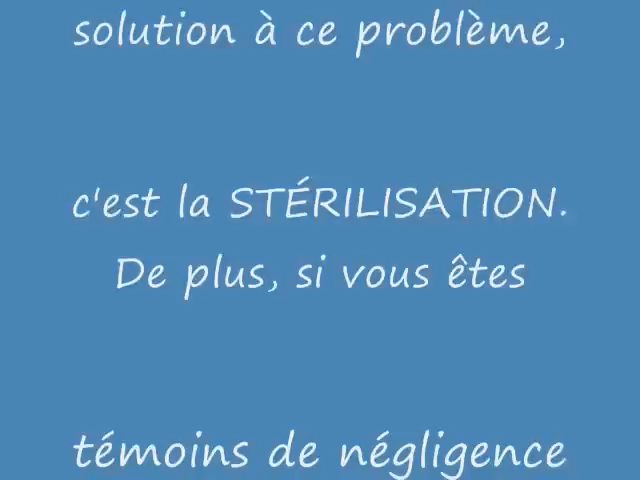 solution à ce problème,
c'est la STÉRILISATION.
De plus, si vous êtes
témoins de négligence